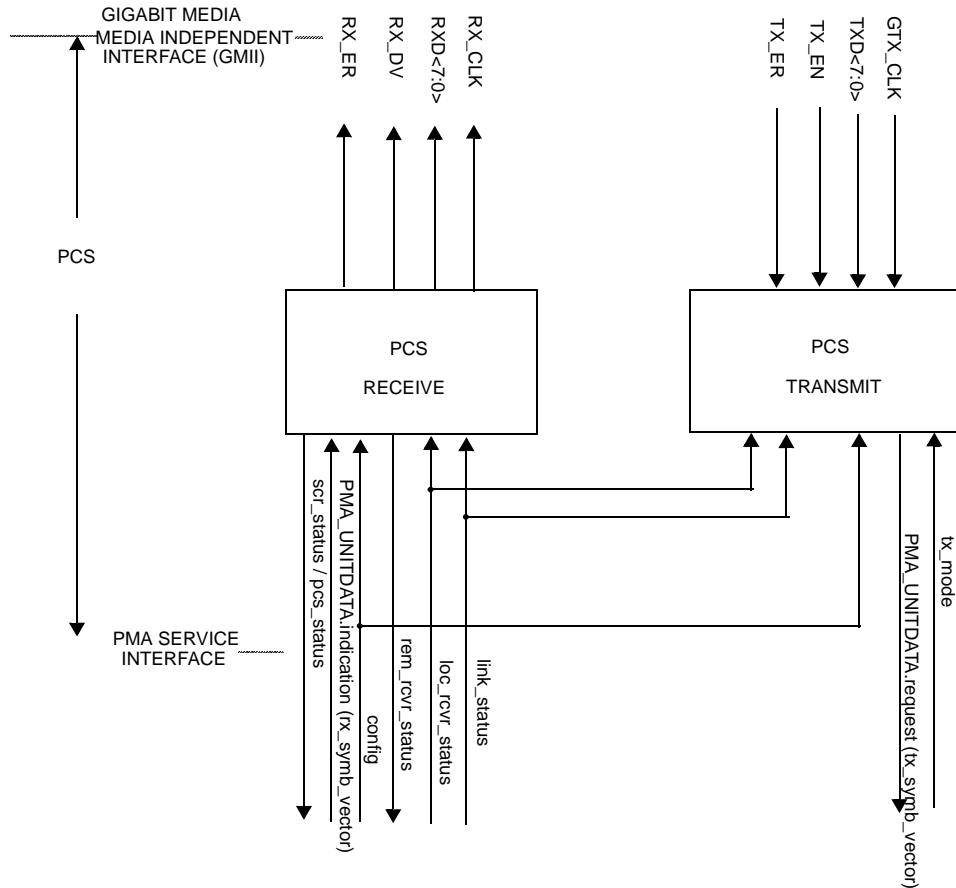 GIGABIT MEDIA
MEDIA INDEPENDENT
INTERFACE (GMII)
RX_ER
RX_DV
RXD<7:0>
RX_CLK
TX_ER
TX_EN
TXD<7:0>
GTX_CLK
PCS
PCS
RECEIVE
PCS
TRANSMIT
scr_status / pcs_status
PMA_UNITDATA.indication (rx_symb_vector)
config
rem_rcvr_status
loc_rcvr_status
link_status
PMA_UNITDATA.request (tx_symb_vector)
tx_mode
PMA SERVICE
INTERFACE